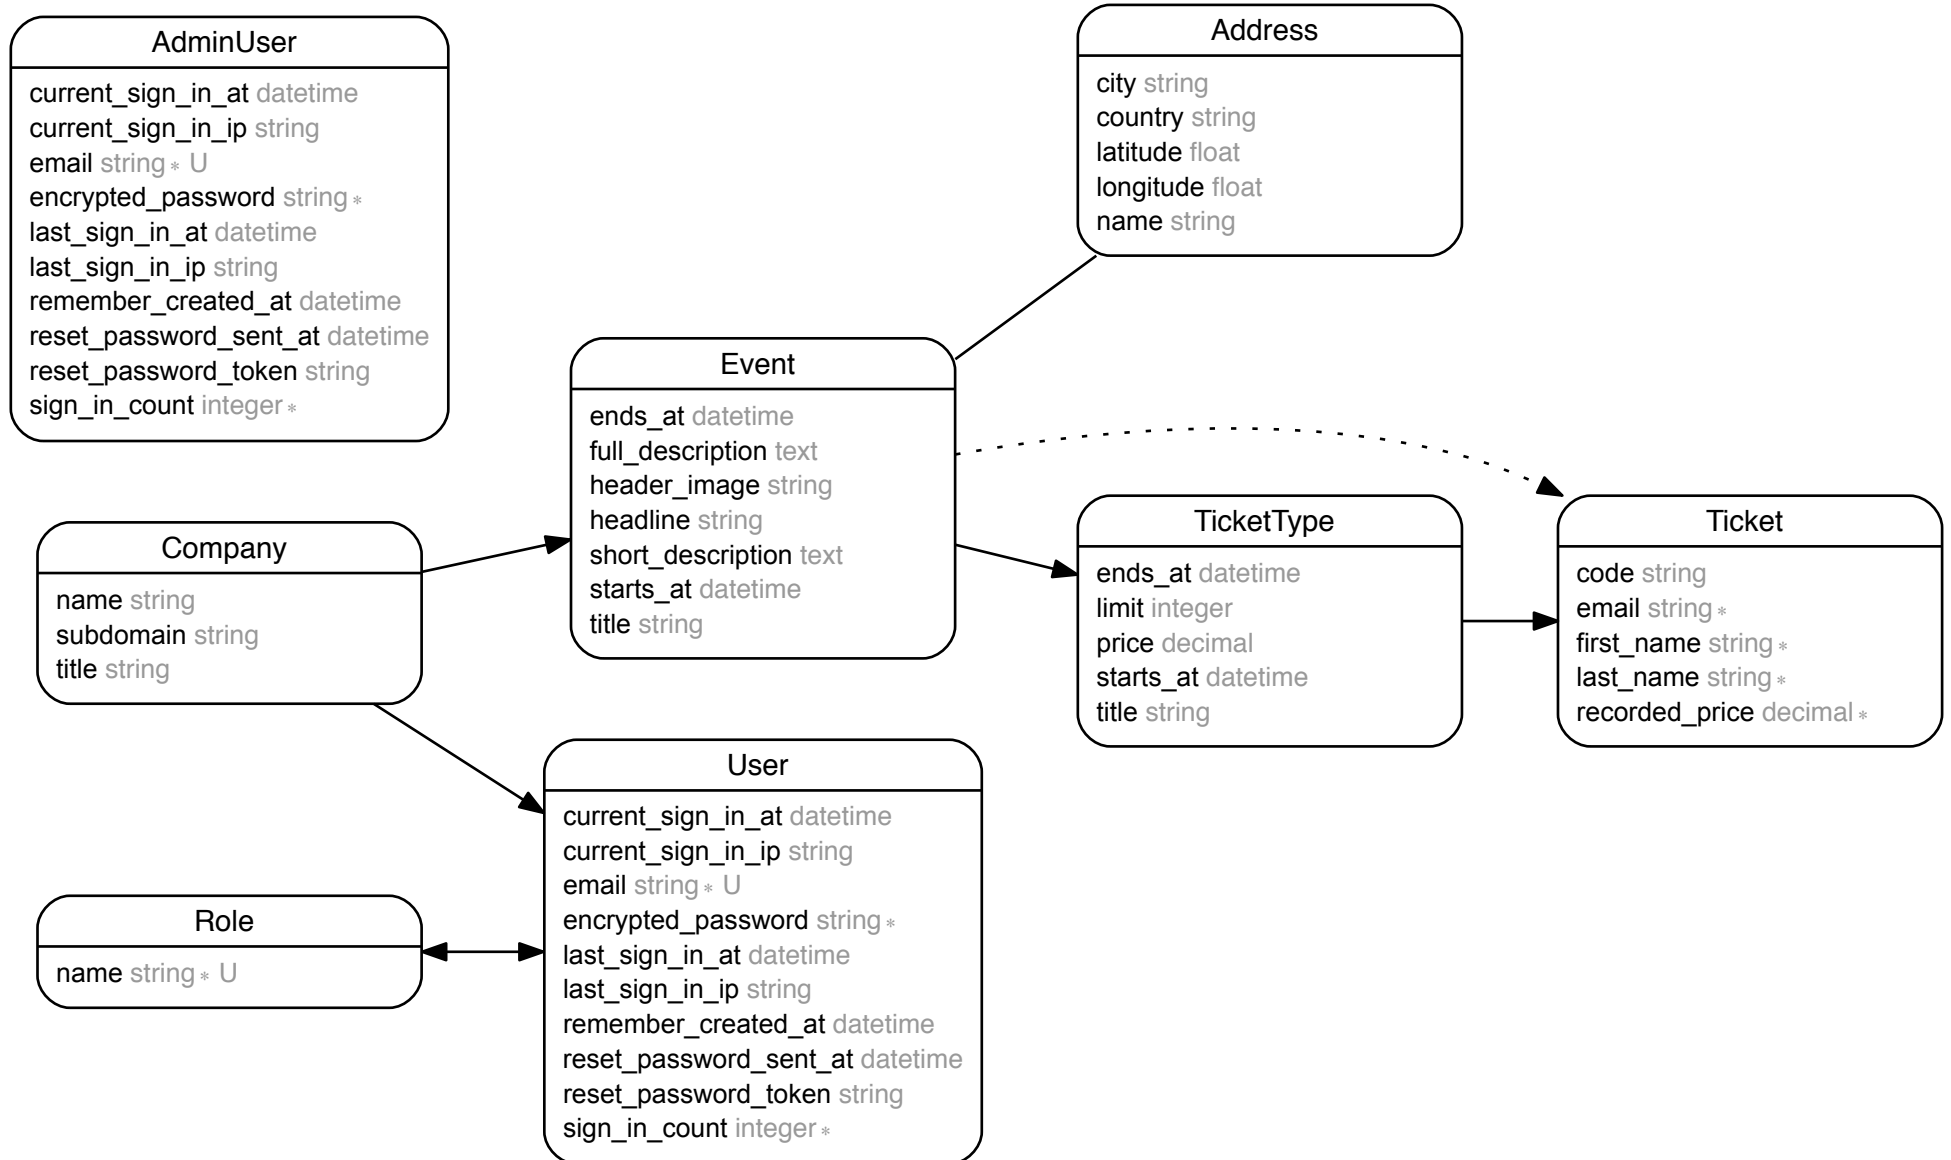 AdminUser
current_sign_in_at datetime
current_sign_in_ip string
email string * U
encrypted_password string *
last_sign_in_at datetime
last_sign_in_ip string
remember_created_at datetime
reset_password_sent_at datetime
reset_password_token string
sign_in_count integer *
Address
city string
country string
latitude float
longitude float
name string
Event
ends_at datetime
full_description text
header_image string
headline string
short_description text
starts_at datetime
title string
Company
name string
subdomain string
title string
TicketType
ends_at datetime
limit integer
price decimal
starts_at datetime
title string
Ticket
code string
email string *
first_name string *
last_name string *
recorded_price decimal *
User
current_sign_in_at datetime
current_sign_in_ip string
email string * U
encrypted_password string *
last_sign_in_at datetime
last_sign_in_ip string
remember_created_at datetime
reset_password_sent_at datetime
reset_password_token string
sign_in_count integer *
Role
name string * U